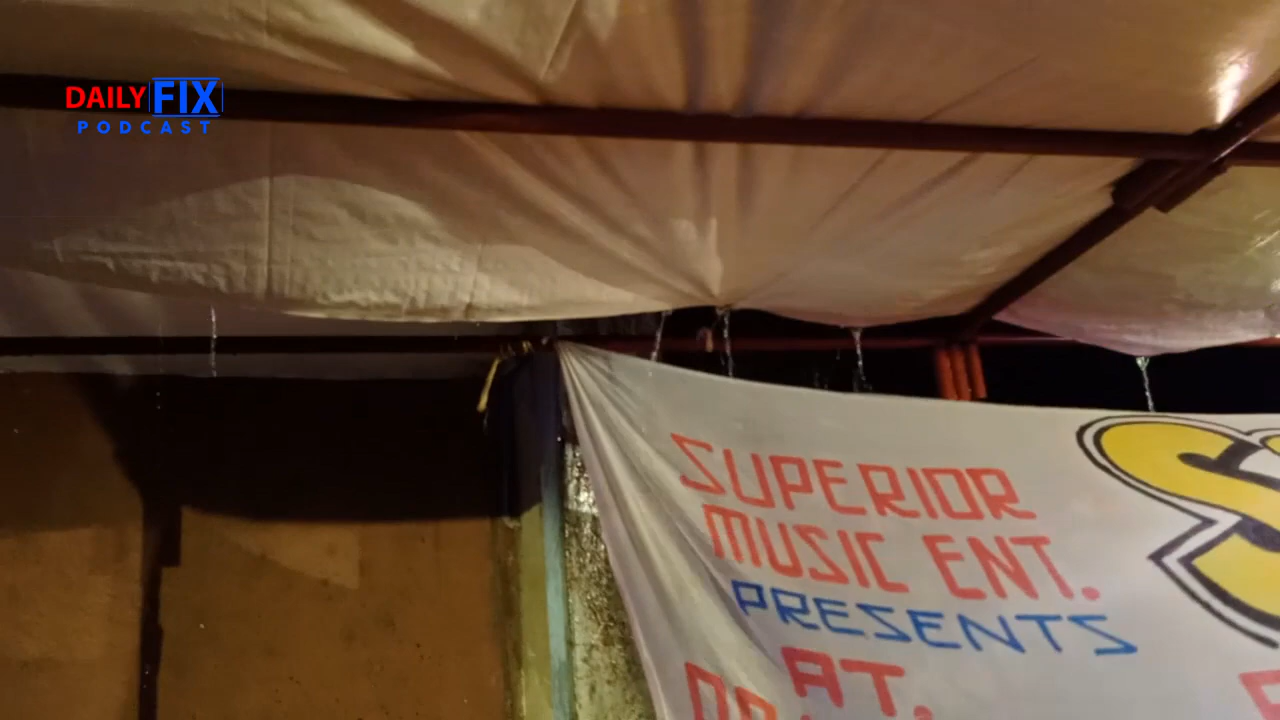 DAILY FIX
PODCAST
SUPERIOR
MUSIC ENT.
PRESENTS
AT.